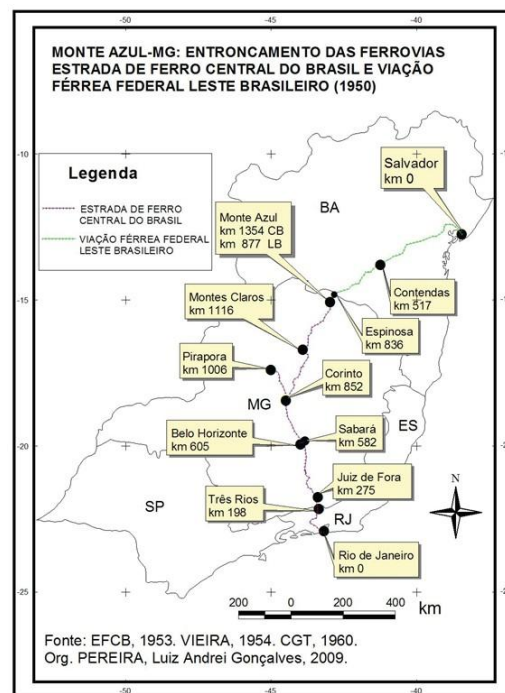 -50
-45
-40
MONTE AZUL-MG: ENTRONCAMENTO DAS FERROVIAS
ESTRADA DE FERRO CENTRAL DO BRASIL E VIAÇÃO
FÉRREA FEDERAL LESTE BRASILEIRO (1950)
-10
-10
Legenda
ESTRADA DE FERRO
CENTRAL DO BRASIL
VIAÇÃO FÉRREA FEDERAL
LESTE BRASILEIRO
Salvador
km 0
BA
Monte Azul
km 1354 CB
km 877 LB
Contendas
km 517
-15
-15
Montes Claros
km 1116
Espinosa
km 836
Pirapora
km 1006
Corinto
km 852
MG
ES
Belo Horizonte
km 605
Sabará
km 582
-20
-20
Juiz de Fora
km 275
Três Rios
km 198
SP
RJ
N
Rio de Janeiro
km 0
-25
-25
200 0 200 400
km
Fonte: EFCB, 1953. VIEIRA, 1954. CGT, 1960.
Org. PEREIRA, Luiz Andrei Gonçalves, 2009.
-50
-45
-40